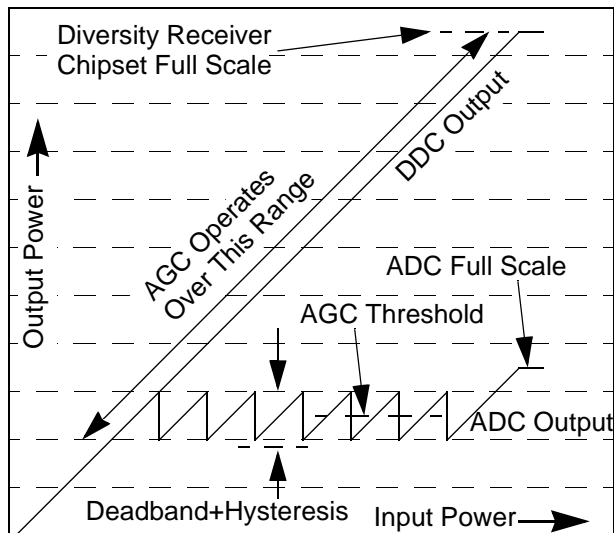 Diversity Receiver
Chipset Full Scale
DDC Output
Output Power
AGC Operates
Over This Range
ADC Full Scale
AGC Threshold
ADC Output
Deadband+Hysteresis
Input Power